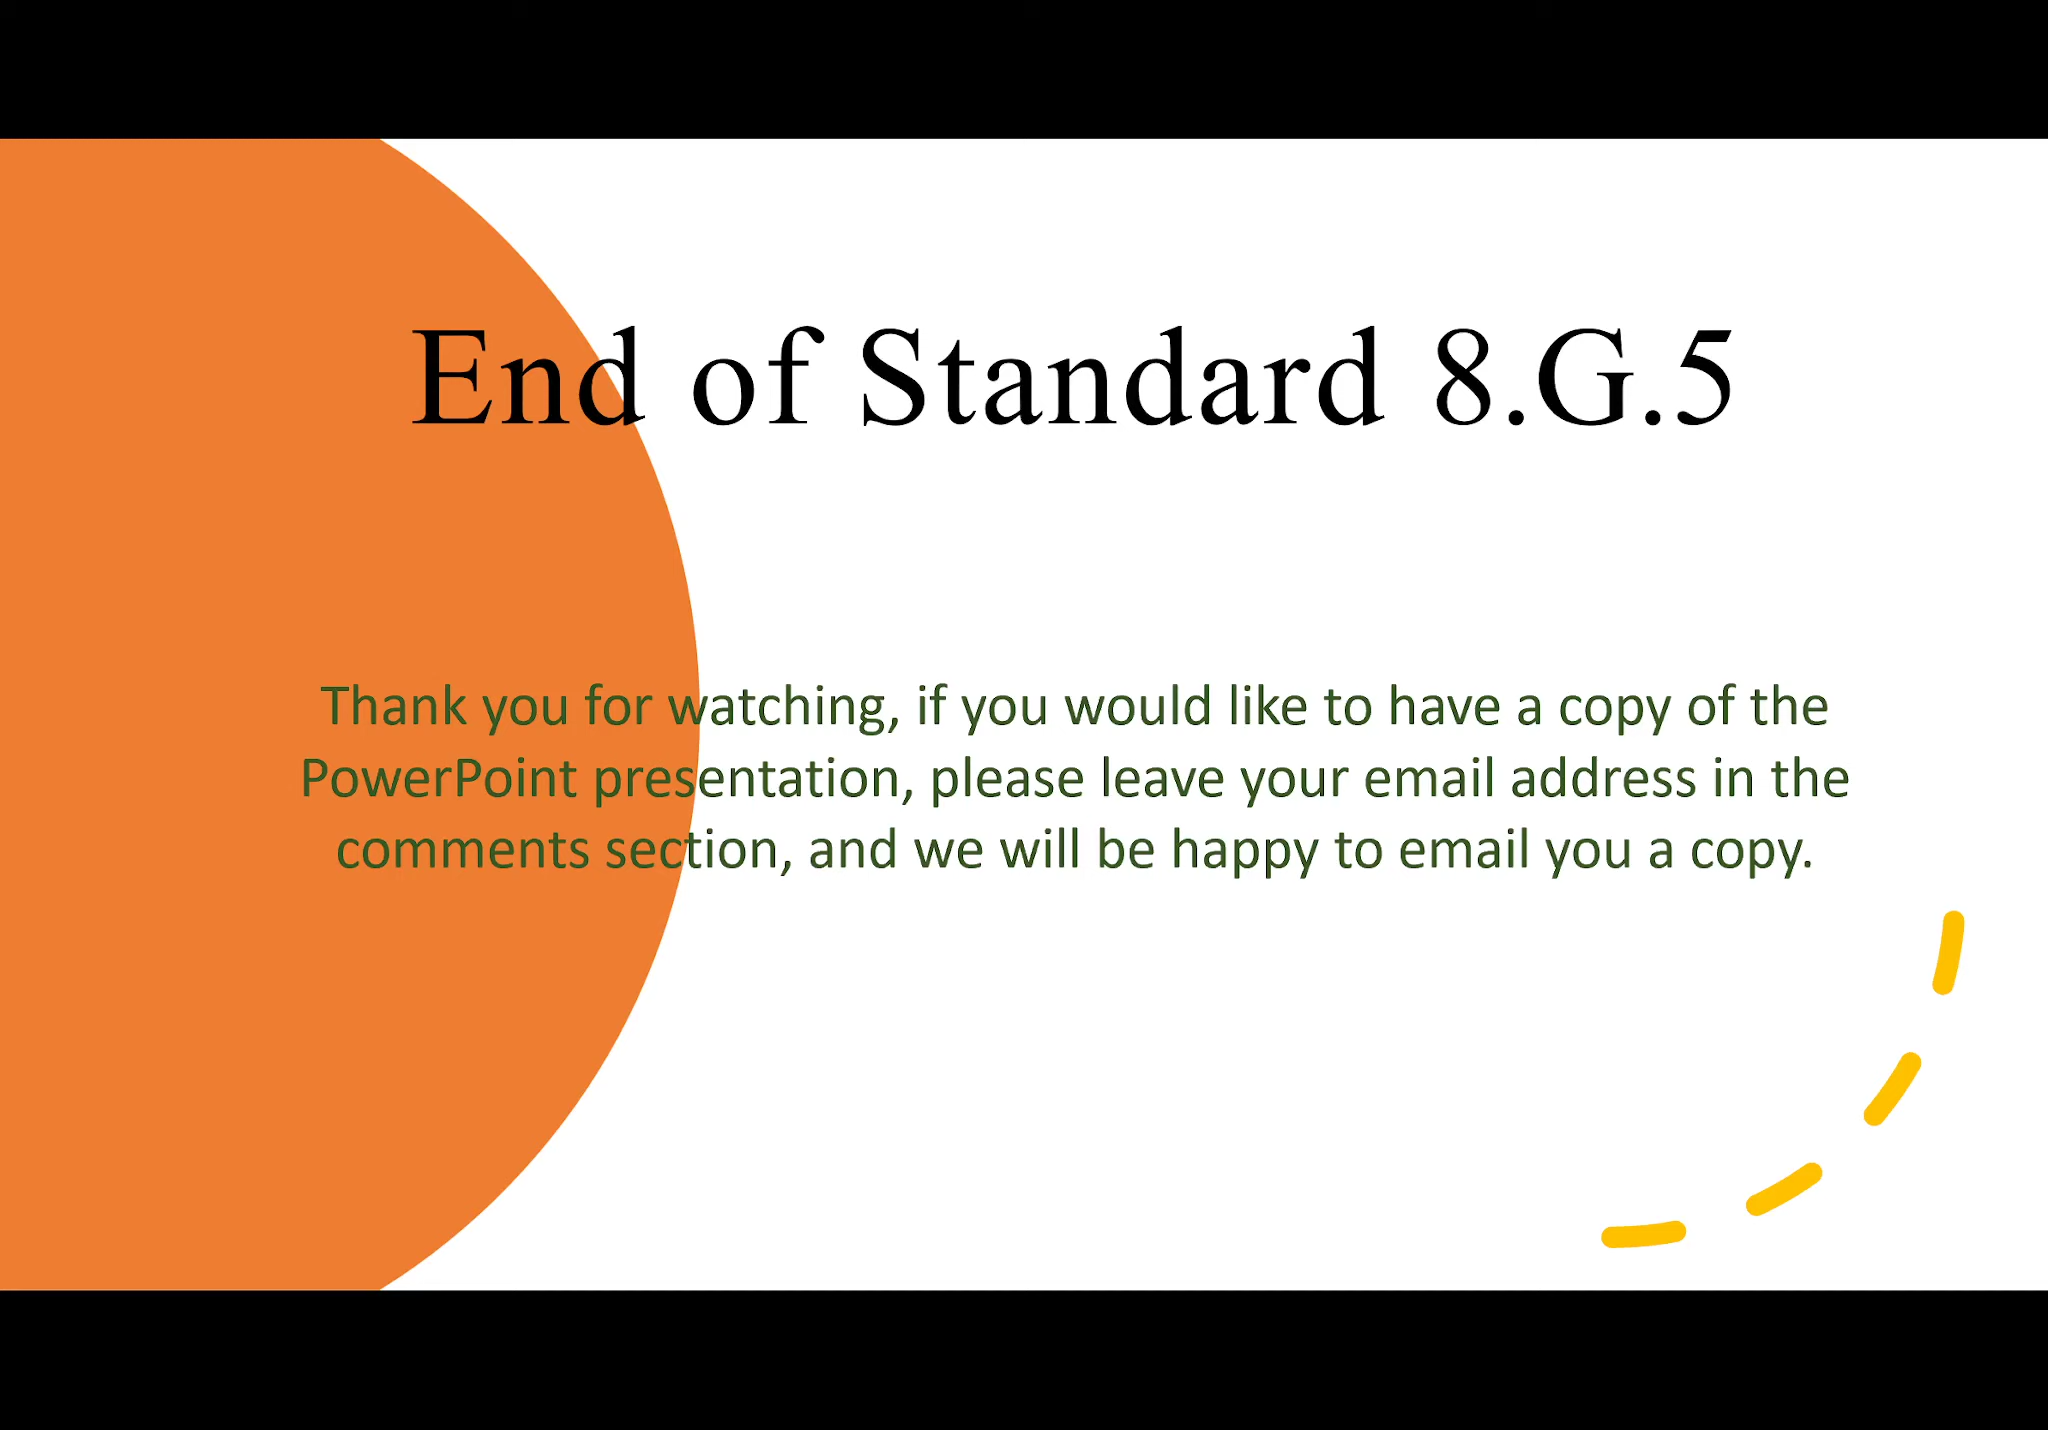 End of Standard 8.G.5
Thank you for watching, if you would like to have a copy of the
PowerPoint presentation, please leave your email address in the
comments section, and we will be happy to email you a copy.